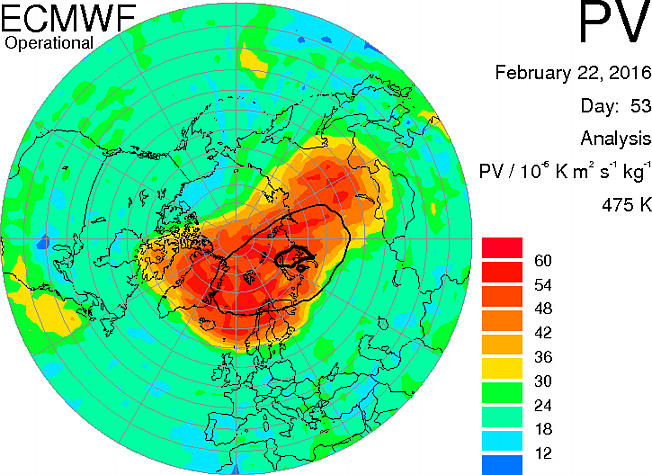 ECMWF
Operational
PV
February 22, 2016
Day: 53
Analysis
PV / 10⁻⁶ K m² s⁻¹ kg⁻¹
475 K
60
54
48
42
36
30
24
18
12